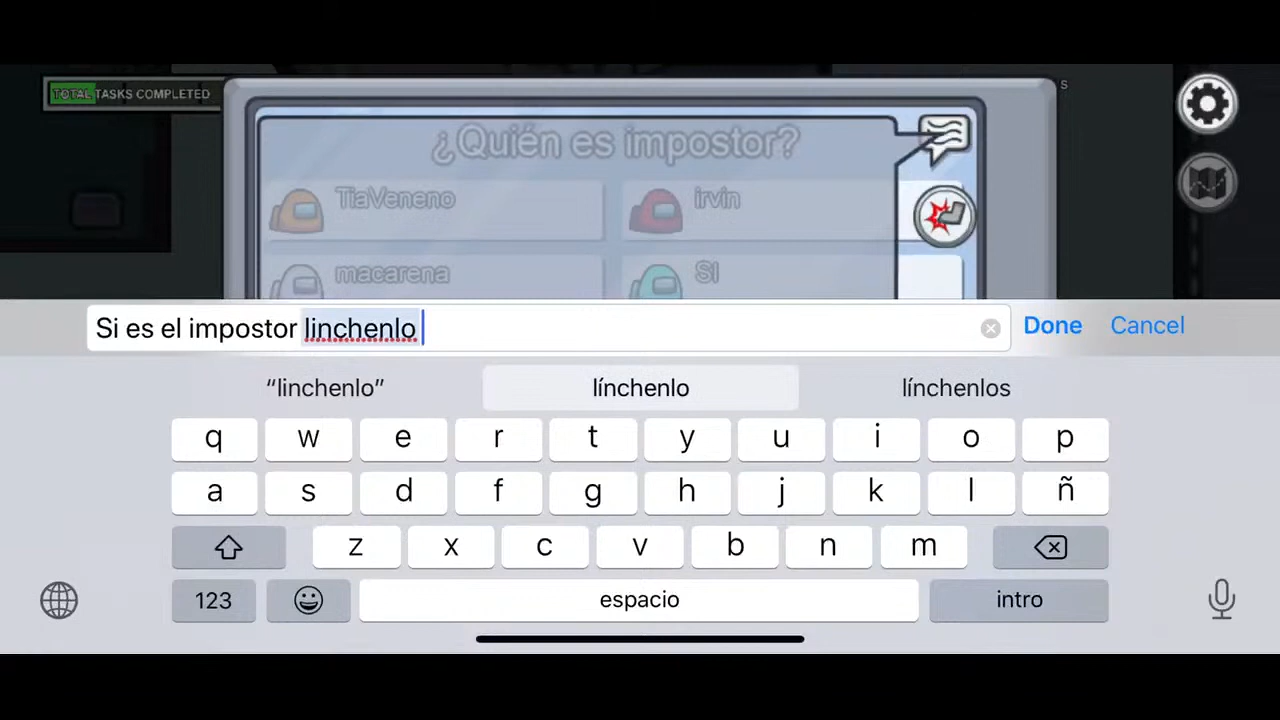 TOTAL TASKS COMPLETED
S
¿Quién es impostor?
TiaVeneno
irvin
macarena
SI
Si es el impostor linchenlo
Done
Cancel
“linchenlo”
línchenlo
línchenlos
q w e r t y u i o p
a s d f g h j k l ñ
z x c v b n m
123
espacio
intro